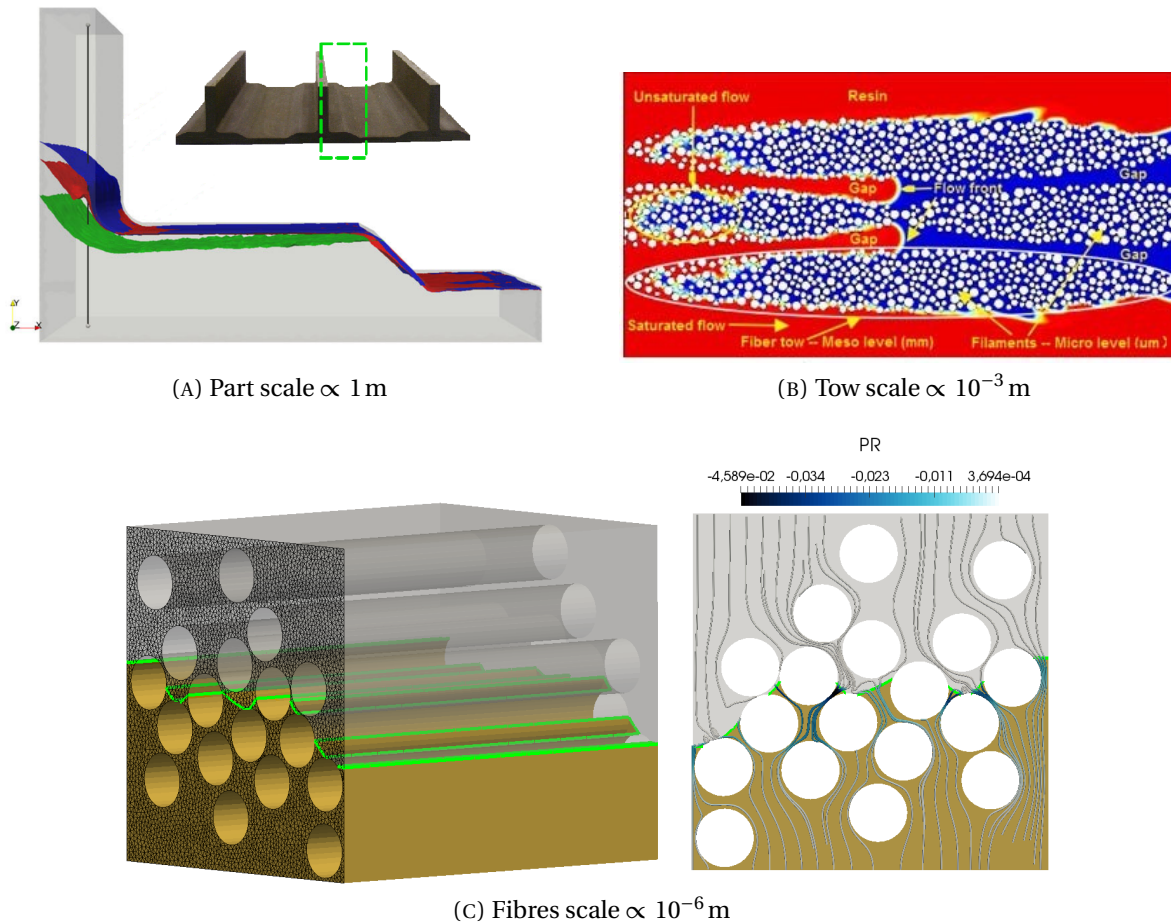 Y
Z
X
(A) Part scale ∝ 1 m
Unsaturated flow
Resin
Gap
Flow front
Gap
Gap
Gap
Saturated flow
Fiber tow -- Meso level (mm)
Filaments -- Micro level (um)
(B) Tow scale ∝ 10⁻³ m
PR
-4,589e-02 -0,034 -0,023 -0,011 3,694e-04
(C) Fibres scale ∝ 10⁻⁶ m